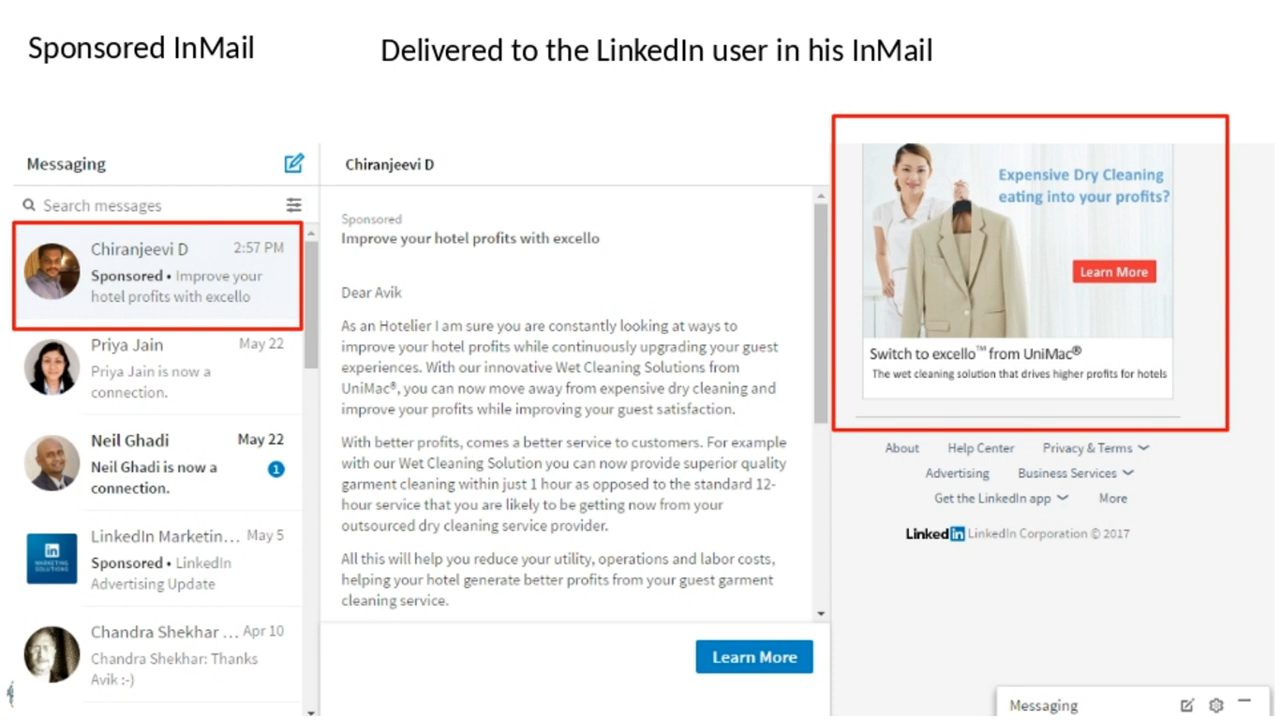 Sponsored InMail
Delivered to the LinkedIn user in his InMail
Messaging
Search messages
Chiranjeevi D 2:57 PM
Sponsored • Improve your
hotel profits with excello
Priya Jain May 22
Priya Jain is now a
connection.
Neil Ghadi May 22
Neil Ghadi is now a 1
connection.
LinkedIn Marketin... May 5
Sponsored • LinkedIn
Advertising Update
in
MARKETING
SOLUTIONS
Chandra Shekhar ... Apr 10
Chandra Shekhar: Thanks
Avik :-)
Chiranjeevi D
Sponsored
Improve your hotel profits with excello
Dear Avik
As an Hotelier I am sure you are constantly looking at ways to
improve your hotel profits while continuously upgrading your guest
experiences. With our innovative Wet Cleaning Solutions from
UniMac®, you can now move away from expensive dry cleaning and
improve your profits while improving your guest satisfaction.
With better profits, comes a better service to customers. For example
with our Wet Cleaning Solution you can now provide superior quality
garment cleaning within just 1 hour as opposed to the standard 12-
hour service that you are likely to be getting now from your
outsourced dry cleaning service provider.
All this will help you reduce your utility, operations and labor costs,
helping your hotel generate better profits from your guest garment
cleaning service.
Learn More
Expensive Dry Cleaning
eating into your profits?
Learn More
Switch to excello™ from UniMac®
The wet cleaning solution that drives higher profits for hotels
About Help Center Privacy & Terms
Advertising Business Services
Get the LinkedIn app More
Linked in LinkedIn Corporation © 2017
Messaging